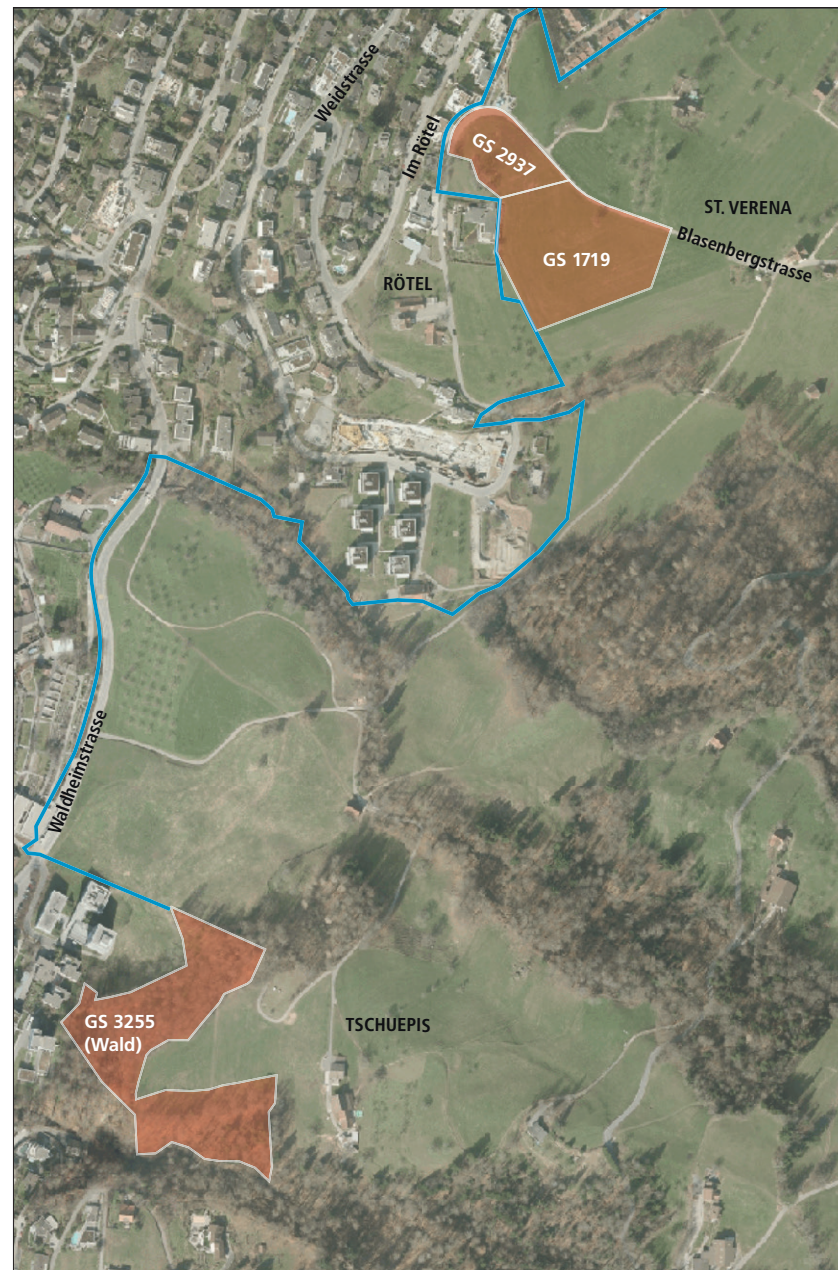 Weidstrasse
Im Rötel
GS 2937
ST. VERENA
Blasenbergstrasse
GS 1719
RÖTEL
Waldheimstrasse
GS 3255
(Wald)
TSCHUEPIS